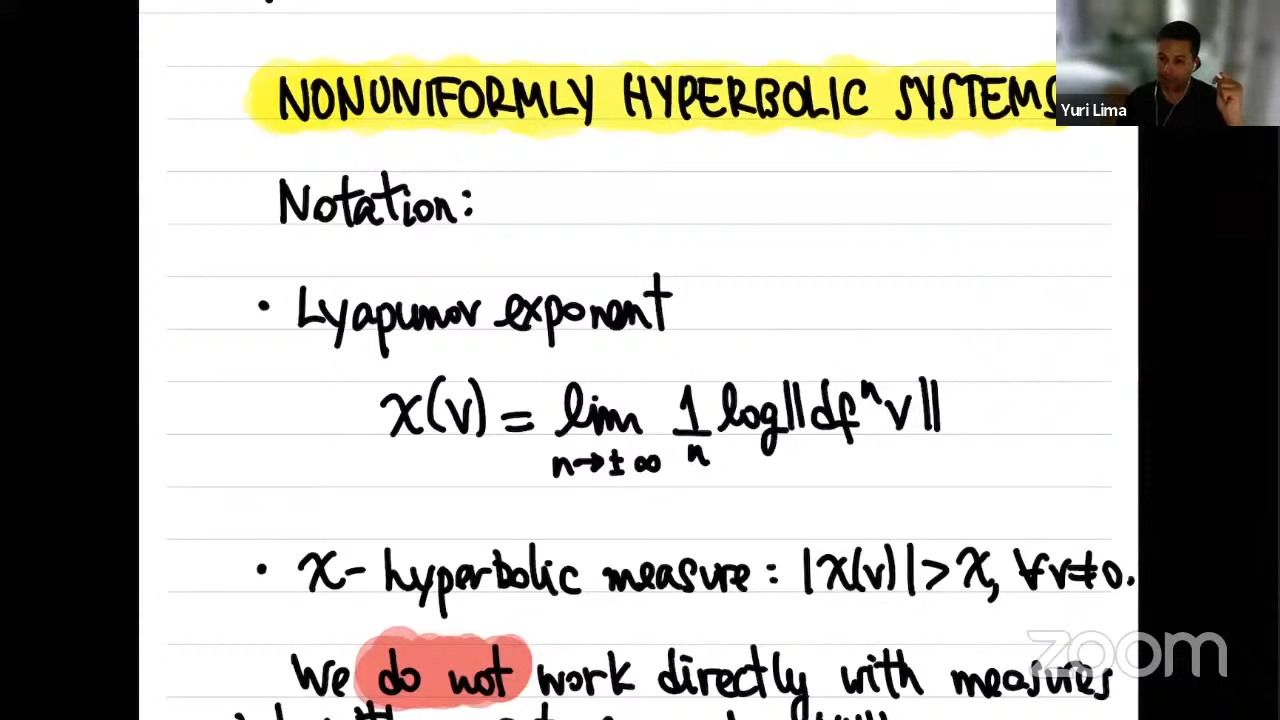 NONUNIFORMLY HYPERBOLIC SYSTEMS
Yuri Lima
Notation:
• Lyapunov exponent
χ(v) = lim_{n→±∞} 1/n log||df^n v||
• χ-hyperbolic measure: |χ(v)| > χ, ∀v≠0.
zoom
We do not work directly with measures